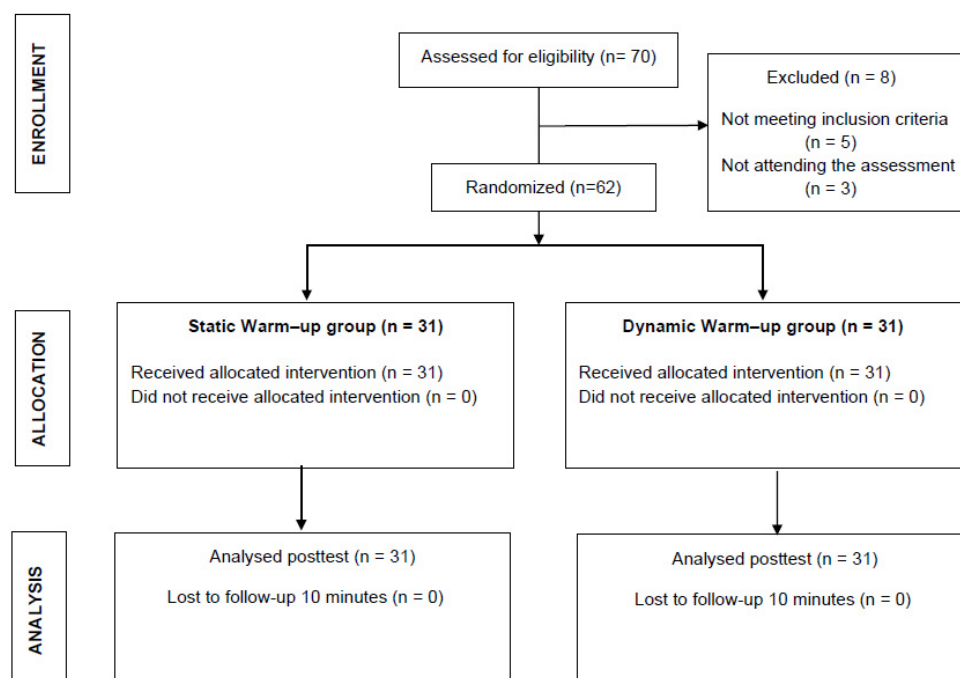 ENROLLMENT
Assessed for eligibility (n= 70)
Excluded (n = 8)
Not meeting inclusion criteria
(n = 5)
Not attending the assessment
(n = 3)
Randomized (n=62)
ALLOCATION
Static Warm–up group (n = 31)
Received allocated intervention (n = 31)
Did not receive allocated intervention (n = 0)
Dynamic Warm–up group (n = 31)
Received allocated intervention (n = 31)
Did not receive allocated intervention (n = 0)
ANALYSIS
Analysed posttest (n = 31)
Lost to follow-up 10 minutes (n = 0)
Analysed posttest (n = 31)
Lost to follow-up 10 minutes (n = 0)